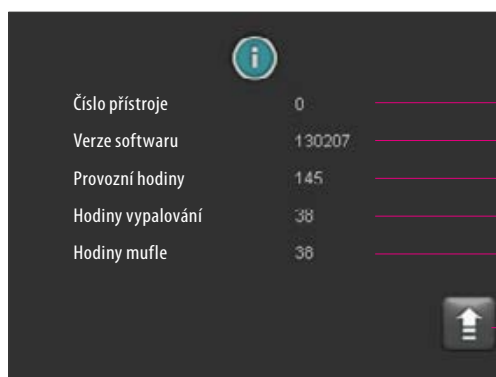 Číslo přístroje 0
Verze softwaru 130207
Provozní hodiny 145
Hodiny vypalování 38
Hodiny mufle 38